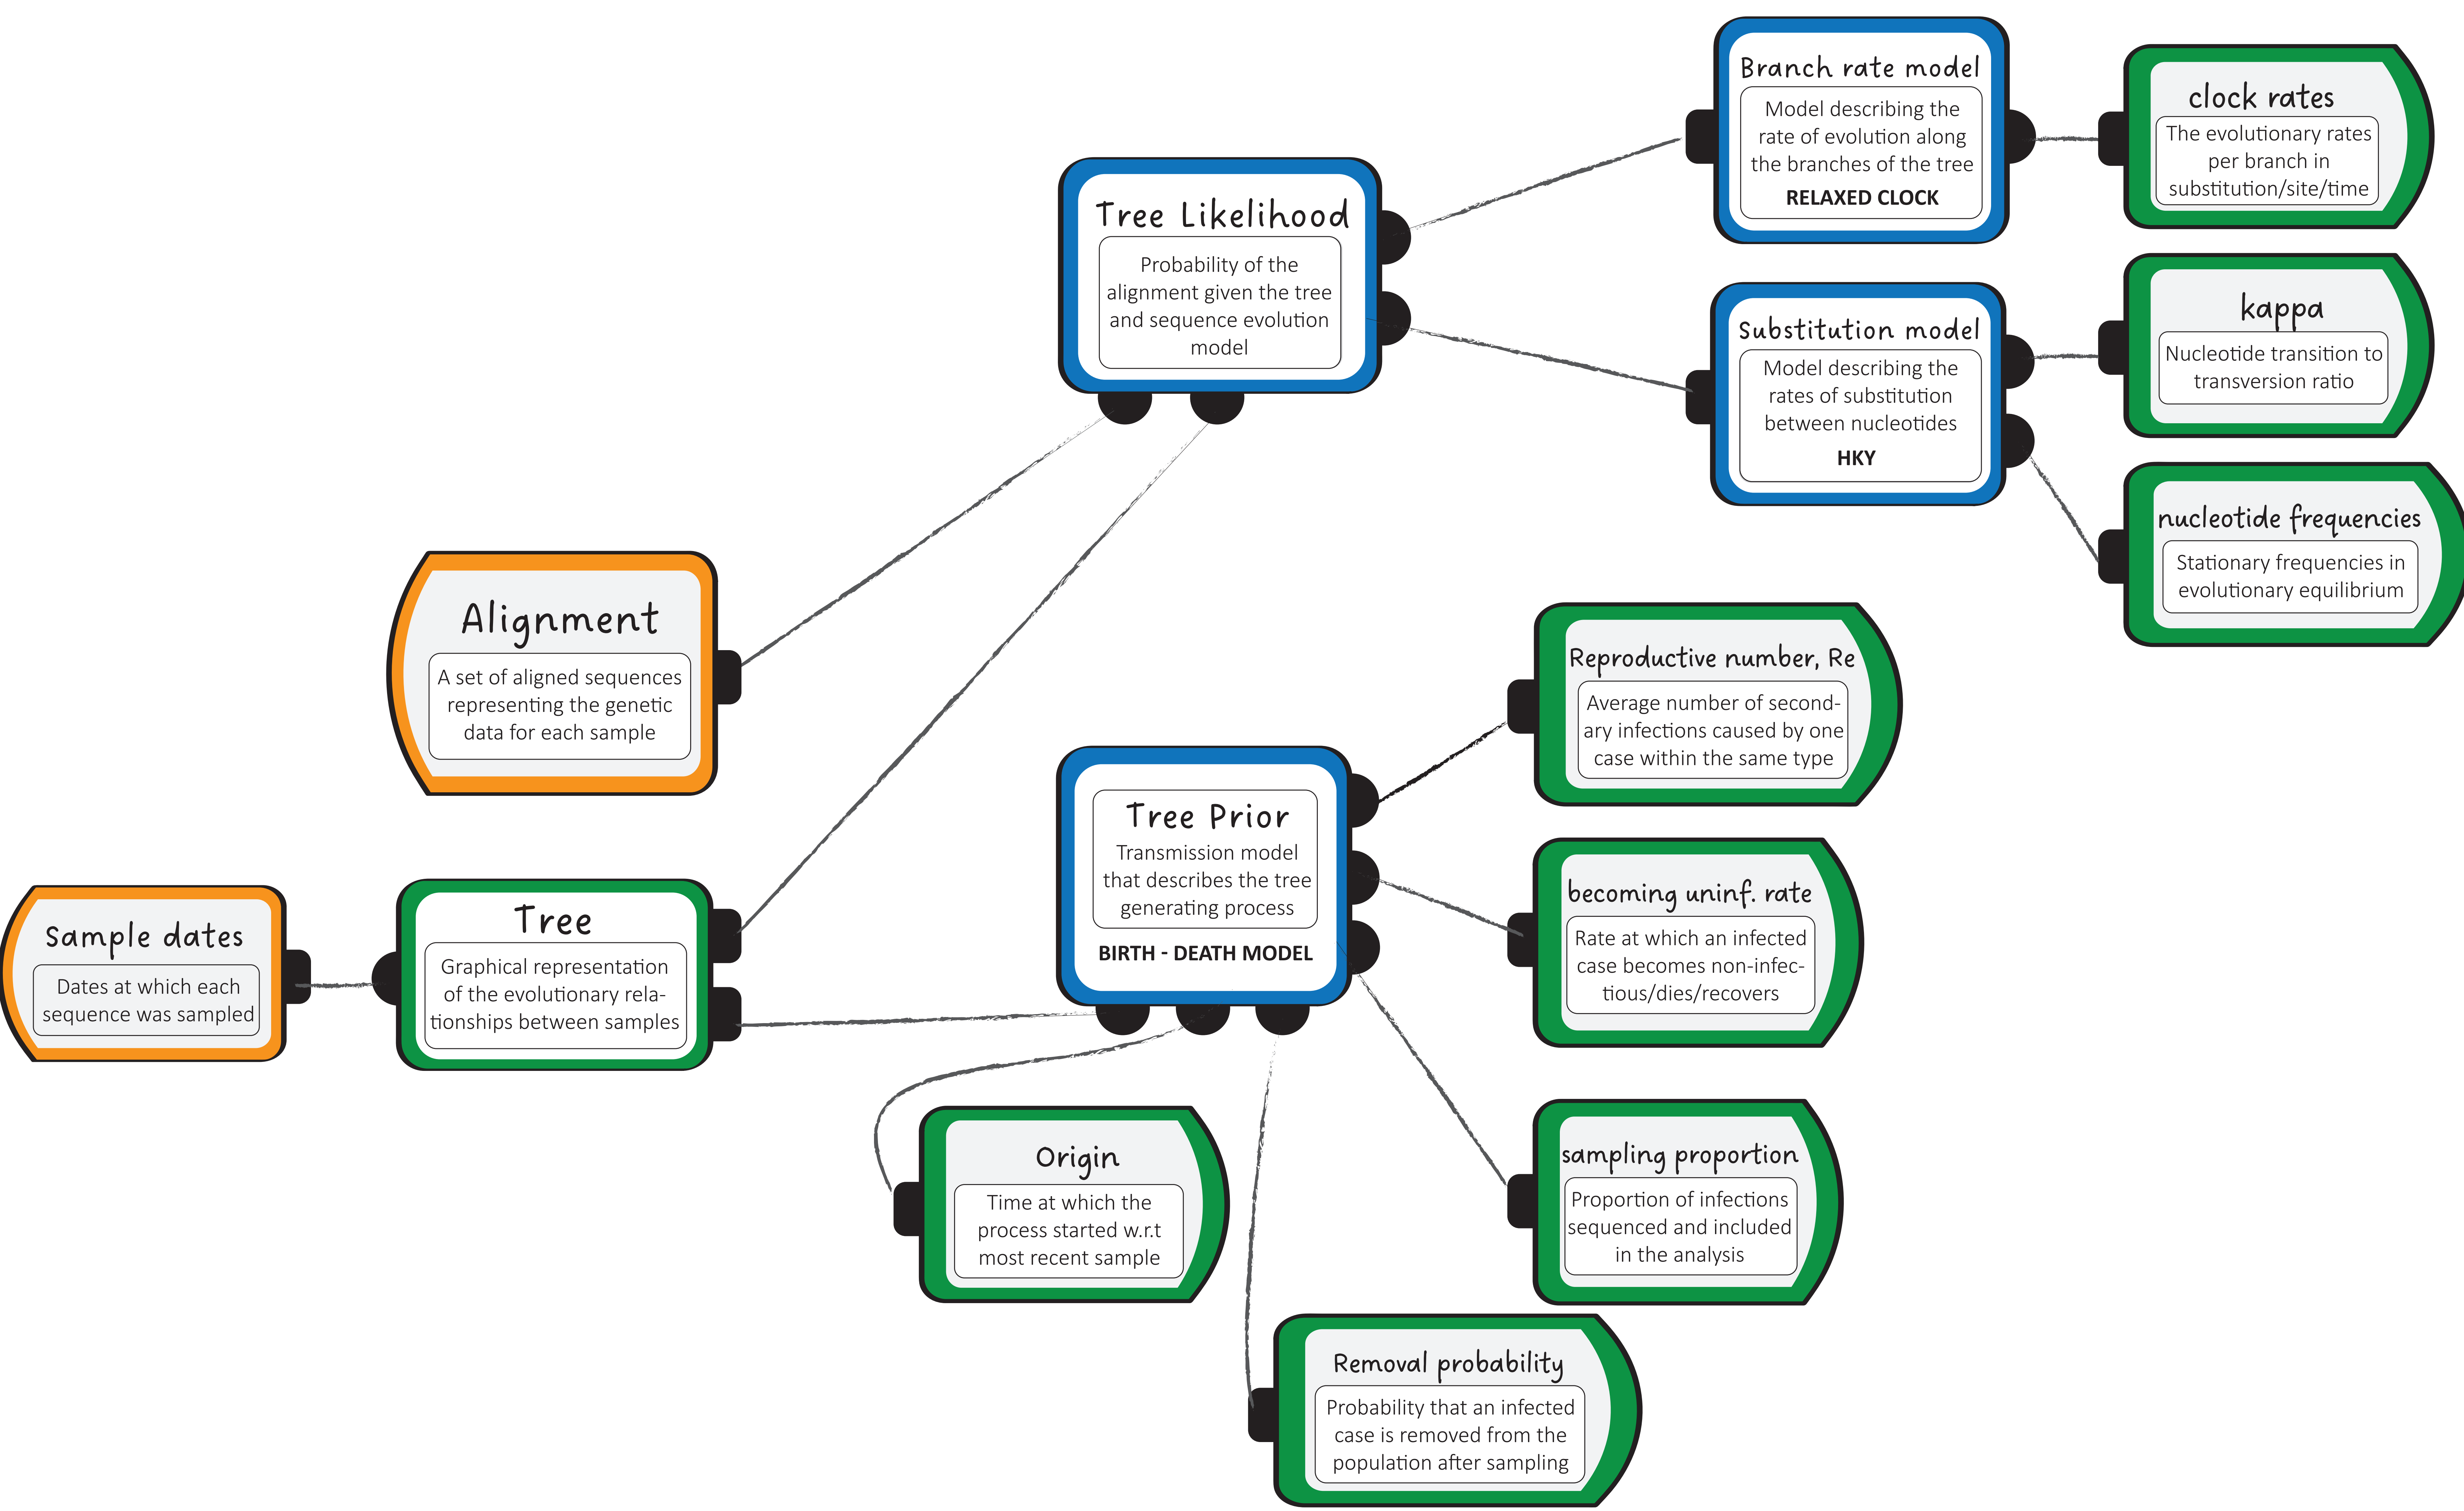 Branch rate model
Model describing the
rate of evolution along
the branches of the tree
RELAXED CLOCK
clock rates
The evolutionary rates
per branch in
substitution/site/time
Tree Likelihood
Probability of the
alignment given the tree
and sequence evolution
model
Substitution model
Model describing the
rates of substitution
between nucleotides
HKY
kappa
Nucleotide transition to
transversion ratio
nucleotide frequencies
Stationary frequencies in
evolutionary equilibrium
Alignment
A set of aligned sequences
representing the genetic
data for each sample
Reproductive number, Re
Average number of second-
ary infections caused by one
case within the same type
Tree Prior
Transmission model
that describes the tree
generating process
BIRTH - DEATH MODEL
becoming uninf. rate
Rate at which an infected
case becomes non-infec-
tious/dies/recovers
Sample dates
Dates at which each
sequence was sampled
Tree
Graphical representation
of the evolutionary rela-
tionships between samples
Origin
Time at which the
process started w.r.t
most recent sample
sampling proportion
Proportion of infections
sequenced and included
in the analysis
Removal probability
Probability that an infected
case is removed from the
population after sampling